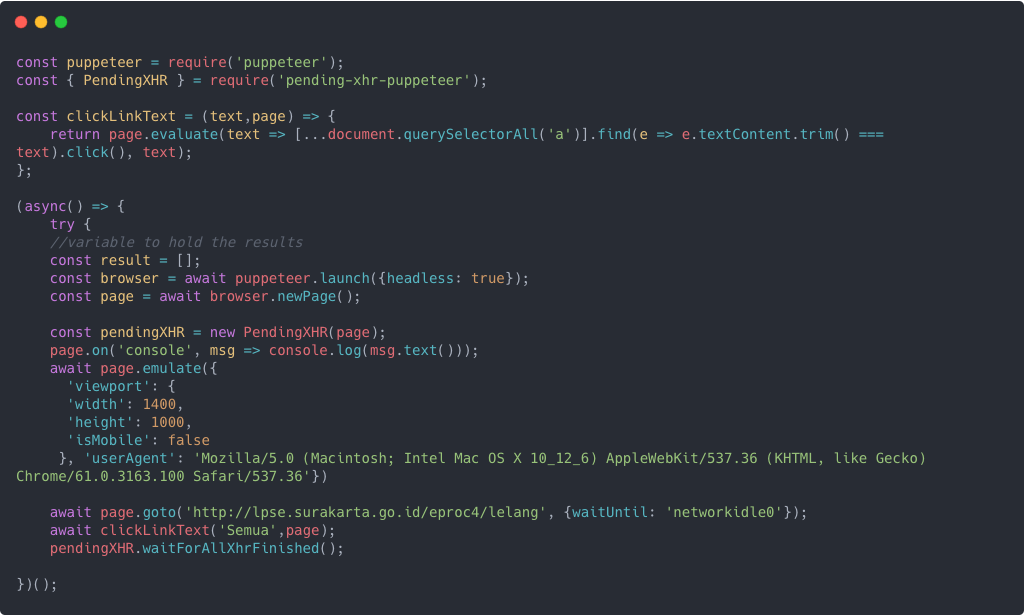 const puppeteer = require('puppeteer');
const { PendingXHR } = require('pending-xhr-puppeteer');

const clickLinkText = (text,page) => {
    return page.evaluate(text => [...document.querySelectorAll('a')].find(e => e.textContent.trim() ===
text).click(), text);
};

(async() => {
    try {
    //variable to hold the results
    const result = [];
    const browser = await puppeteer.launch({headless: true});
    const page = await browser.newPage();

    const pendingXHR = new PendingXHR(page);
    page.on('console', msg => console.log(msg.text()));
    await page.emulate({
      'viewport': {
      'width': 1400,
      'height': 1000,
      'isMobile': false
     }, 'userAgent': 'Mozilla/5.0 (Macintosh; Intel Mac OS X 10_12_6) AppleWebKit/537.36 (KHTML, like Gecko)
Chrome/61.0.3163.100 Safari/537.36'})

    await page.goto('http://lpse.surakarta.go.id/eproc4/lelang', {waitUntil: 'networkidle0'});
    await clickLinkText('Semua',page);
    pendingXHR.waitForAllXhrFinished();

})();